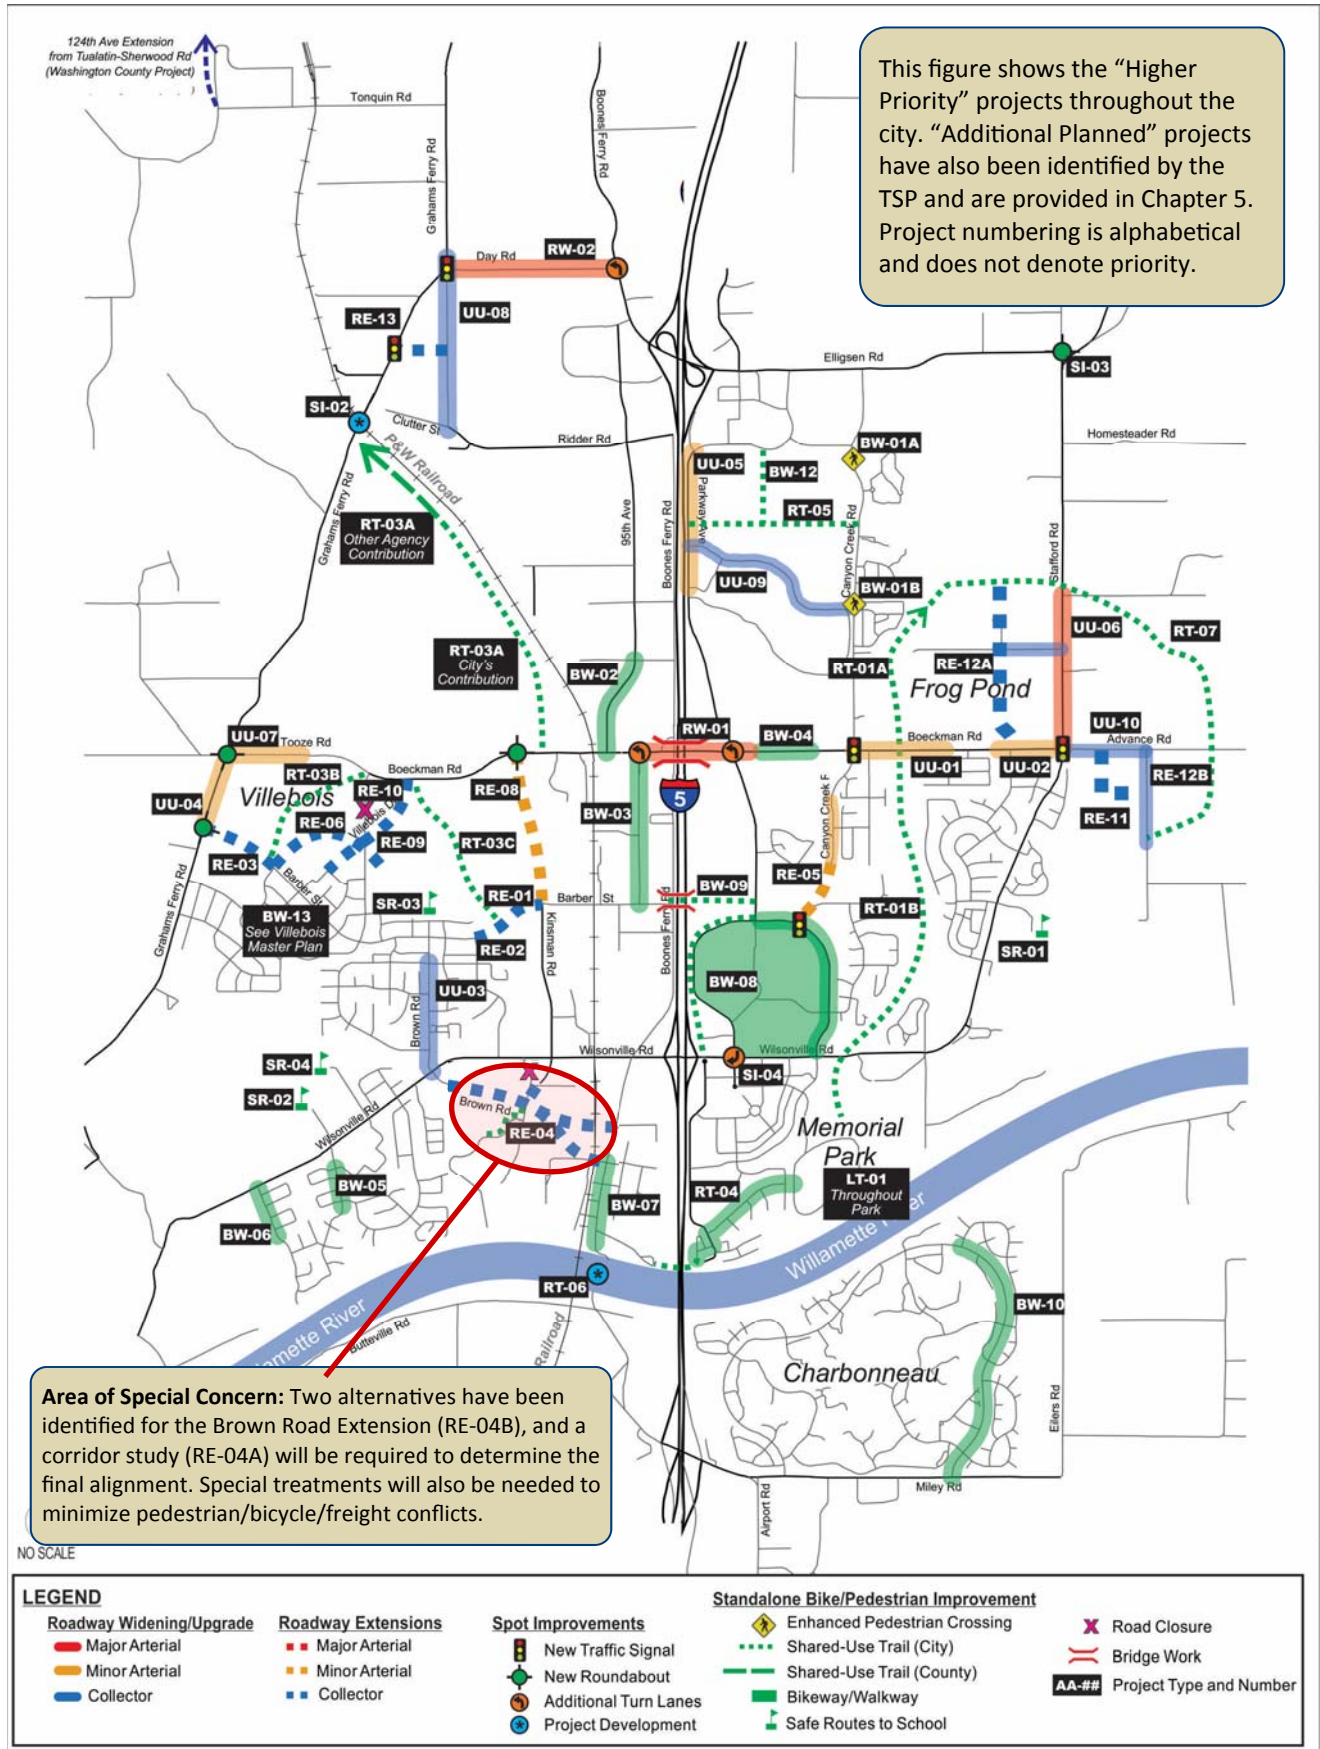 124th Ave Extension
from Tualatin-Sherwood Rd
(Washington County Project)
This figure shows the “Higher
Priority” projects throughout the
city. “Additional Planned” projects
have also been identified by the
TSP and are provided in Chapter 5.
Project numbering is alphabetical
and does not denote priority.
Tonquin Rd
Grahams Ferry Rd
Boones Ferry Rd
RW-02
Day Rd
UU-08
RE-13
Elligsen Rd
SI-03
SI-02
Clutter St
P&W Railroad
Ridder Rd
Homesteader Rd
BW-01A
UU-05
BW-12
Parkway Ave
RT-05
Grahams Ferry Rd
RT-03A
Other Agency
Contribution
95th Ave
Boones Ferry Rd
Canyon Creek Rd
Stafford Rd
UU-09
BW-01B
UU-06
RT-07
RT-03A
City's
Contribution
BW-02
RT-01A
RE-12A
Frog Pond
UU-07
Tooze Rd
RW-01
BW-04
Boeckman Rd
UU-10
Advance Rd
RT-03B
Boeckman Rd
UU-01
UU-02
RE-12B
UU-04
Villebois
RE-10
RE-08
5
RE-06
BW-03
RE-11
RE-03
RE-09
RT-03C
Canyon Creek
Barber St
RE-05
BW-09
SR-03
RE-01
Barber St
RT-01B
Grahams Ferry Rd
BW-13
See Villebois
Master Plan
RE-02
Kinsman Rd
Boones Ferry Rd
SR-01
UU-03
BW-08
Brown Rd
Wilsonville Rd
Wilsonville Rd
SR-04
SI-04
SR-02
Brown Rd
Wilsonville Rd
RE-04
Memorial
Park
LT-01
Throughout
Park
BW-05
BW-07
RT-04
BW-06
Willamette River
RT-06
BW-10
Butteville Rd
Railroad
Charbonneau
Eilers Rd
Area of Special Concern: Two alternatives have been
identified for the Brown Road Extension (RE-04B), and a
corridor study (RE-04A) will be required to determine the
final alignment. Special treatments will also be needed to
minimize pedestrian/bicycle/freight conflicts.
Miley Rd
Airport Rd
NO SCALE
LEGEND
Roadway Widening/Upgrade
Major Arterial
Minor Arterial
Collector
Roadway Extensions
Major Arterial
Minor Arterial
Collector
Spot Improvements
New Traffic Signal
New Roundabout
Additional Turn Lanes
Project Development
Standalone Bike/Pedestrian Improvement
Enhanced Pedestrian Crossing
Shared-Use Trail (City)
Shared-Use Trail (County)
Bikeway/Walkway
Safe Routes to School
Road Closure
Bridge Work
AA-## Project Type and Number